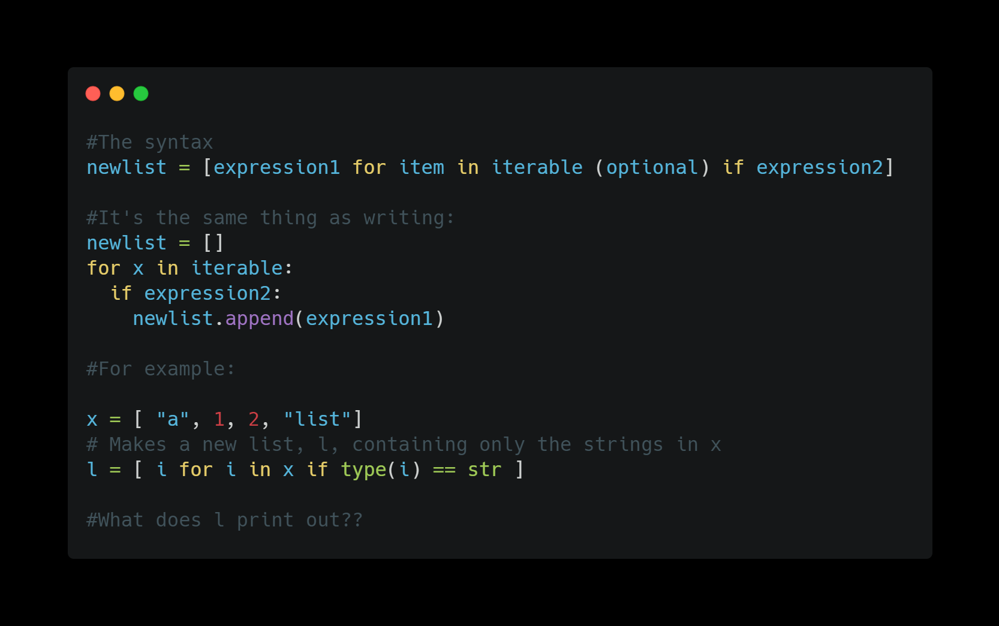 #The syntax
newlist = [expression1 for item in iterable (optional) if expression2]
#It's the same thing as writing:
newlist = []
for x in iterable:
  if expression2:
    newlist.append(expression1)
#For example:
x = [ "a", 1, 2, "list"]
# Makes a new list, l, containing only the strings in x
l = [ i for i in x if type(i) == str ]
#What does l print out??